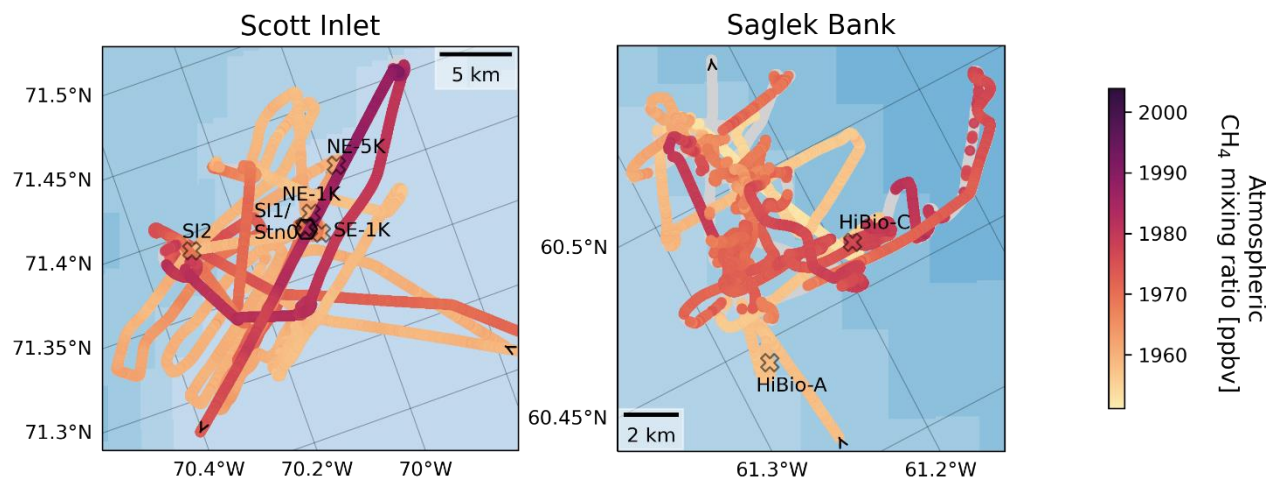 Scott Inlet
Saglek Bank
5 km
71.5°N
71.45°N
71.4°N
71.35°N
71.3°N
NE-5K
NE-1K
SI1/
Stn0
SE-1K
SI2
70.4°W
70.2°W
70°W
60.5°N
60.45°N
HiBio-C
HiBio-A
2 km
61.3°W
61.2°W
2000
1990
1980
1970
1960
Atmospheric
CH₄ mixing ratio [ppbv]